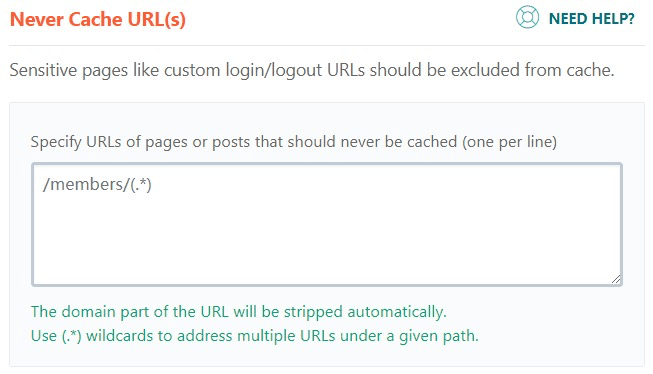 Never Cache URL(s)
NEED HELP?
Sensitive pages like custom login/logout URLs should be excluded from cache.
Specify URLs of pages or posts that should never be cached (one per line)
/members/(.*)
The domain part of the URL will be stripped automatically.
Use (.*) wildcards to address multiple URLs under a given path.